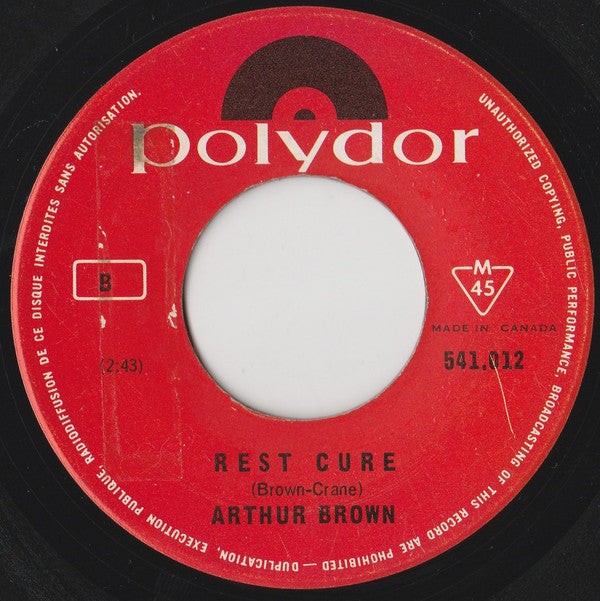 polydor
B
(2:43)
M
45
MADE IN CANADA
541.012
REST CURE
(Brown-Crane)
ARTHUR BROWN
UNAUTHORIZED COPYING, PUBLIC PERFORMANCE, BROADCASTING OF THIS RECORD ARE PROHIBITED — DUPLICATION, EXECUTION PUBLIQUE, RADIODIFFUSION DE CE DISQUE INTERDITES SANS AUTORISATION.